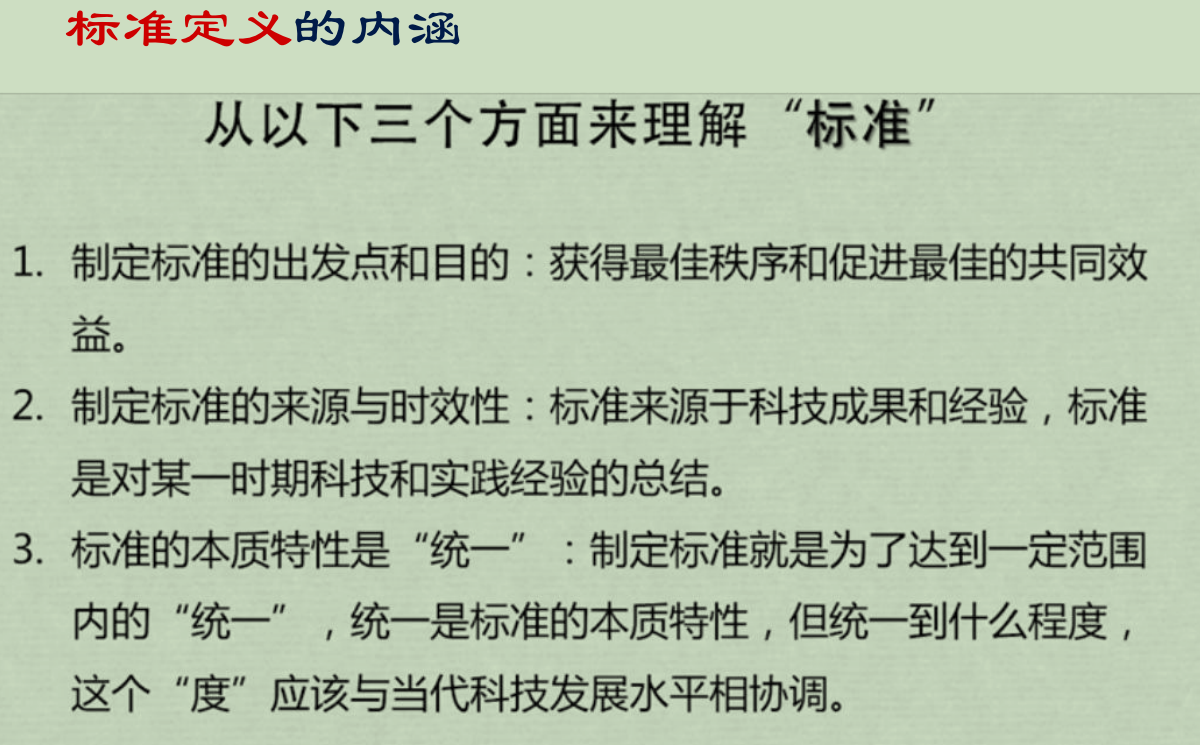 标准定义的内涵
从以下三个方面来理解“标准”
1. 制定标准的出发点和目的：获得最佳秩序和促进最佳的共同效
益。
2. 制定标准的来源与时效性：标准来源于科技成果和经验，标准
是对某一时期科技和实践经验的总结。
3. 标准的本质特性是“统一”：制定标准就是为了达到一定范围
内的“统一”，统一是标准的本质特性，但统一到什么程度，
这个“度”应该与当代科技发展水平相协调。